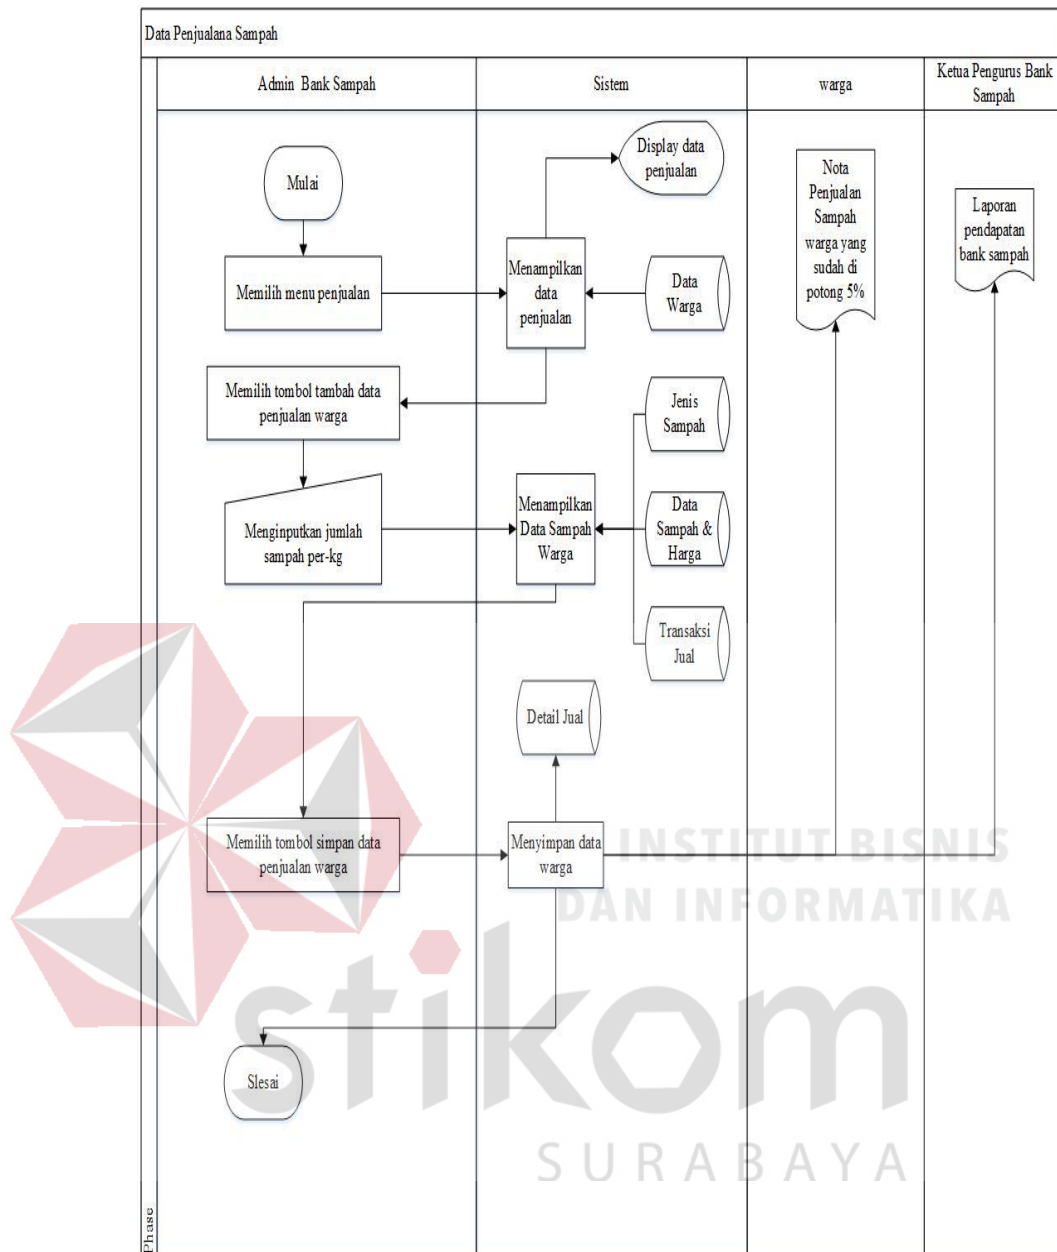 Data Penjualana Sampah
Admin Bank Sampah
Sistem
warga
Ketua Pengurus Bank
Sampah
Mulai
Display data
penjualan
Nota
Penjualan
Sampah
warga yang
sudah di
potong 5%
Laporan
pendapatan
bank sampah
Memilih menu penjualan
Menampilkan
data
penjualan
Data
Warga
Memilih tombol tambah data
penjualan warga
Jenis
Sampah
Menginputkan jumlah
sampah per-kg
Menampilkan
Data Sampah
Warga
Data
Sampah &
Harga
Transaksi
Jual
Detail Jual
Memilih tombol simpan data
penjualan warga
Menyimpan data
warga
INSTITUT BISNIS
DAN INFORMATIKA
stikom
SURABAYA
Slesai
Phase